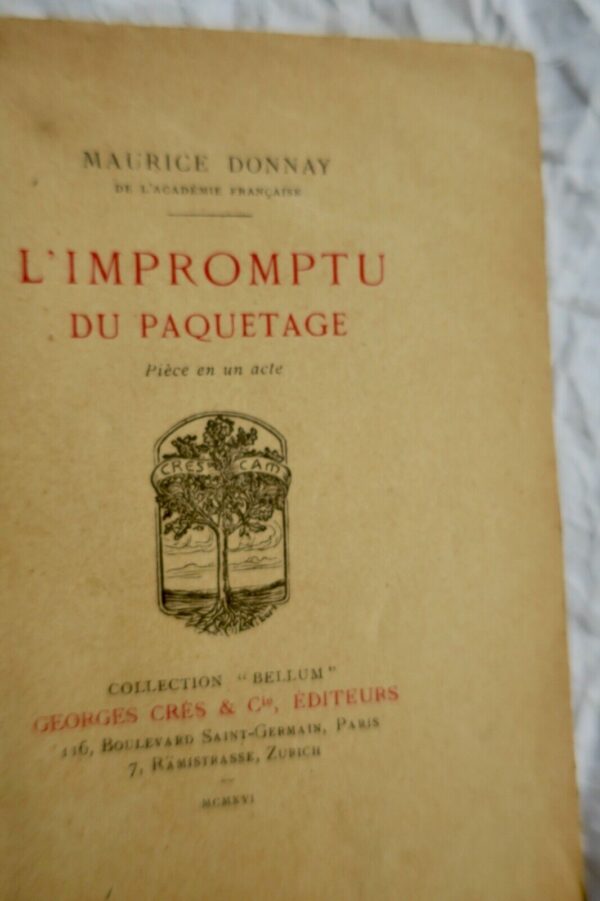 MAURICE DONNAY
DE L'ACADÉMIE FRANÇAISE
L'IMPROMPTU
DU PAQUETAGE
Pièce en un acte
CRES CAM
COLLECTION "BELLUM"
GEORGES CRÈS & Cie, ÉDITEURS
116, BOULEVARD SAINT-GERMAIN, PARIS
7, RÄMISTRASSE, ZURICH
MCMXVI